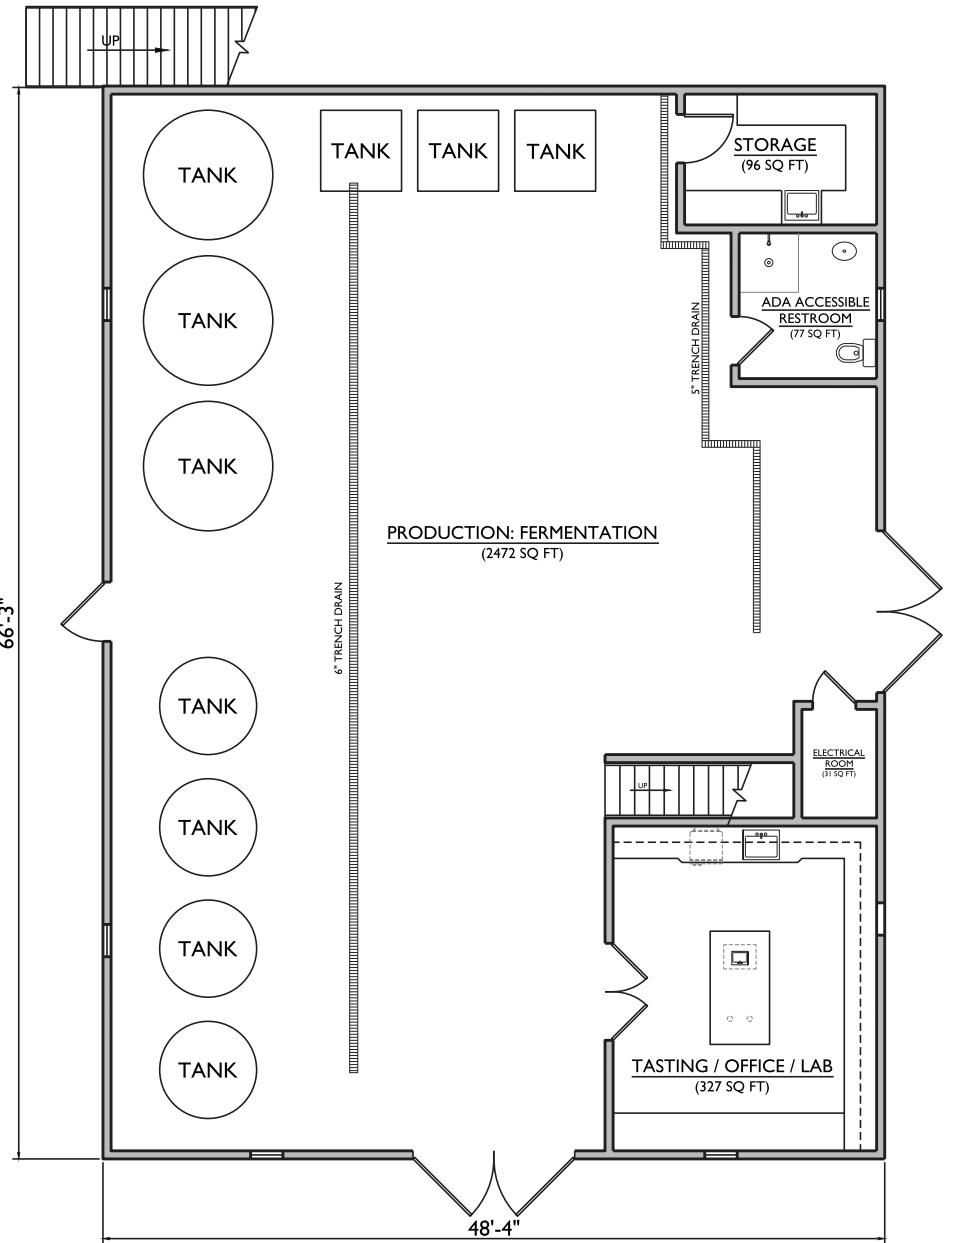 UP
TANK
TANK
TANK
TANK
STORAGE
(96 SQ FT)
TANK
ADA ACCESSIBLE
RESTROOM
(77 SQ FT)
5" TRENCH DRAIN
TANK
PRODUCTION: FERMENTATION
(2472 SQ FT)
66'-3"
6" TRENCH DRAIN
TANK
ELECTRICAL
ROOM
(31 SQ FT)
UP
TANK
TANK
TANK
TASTING / OFFICE / LAB
(327 SQ FT)
48'-4"